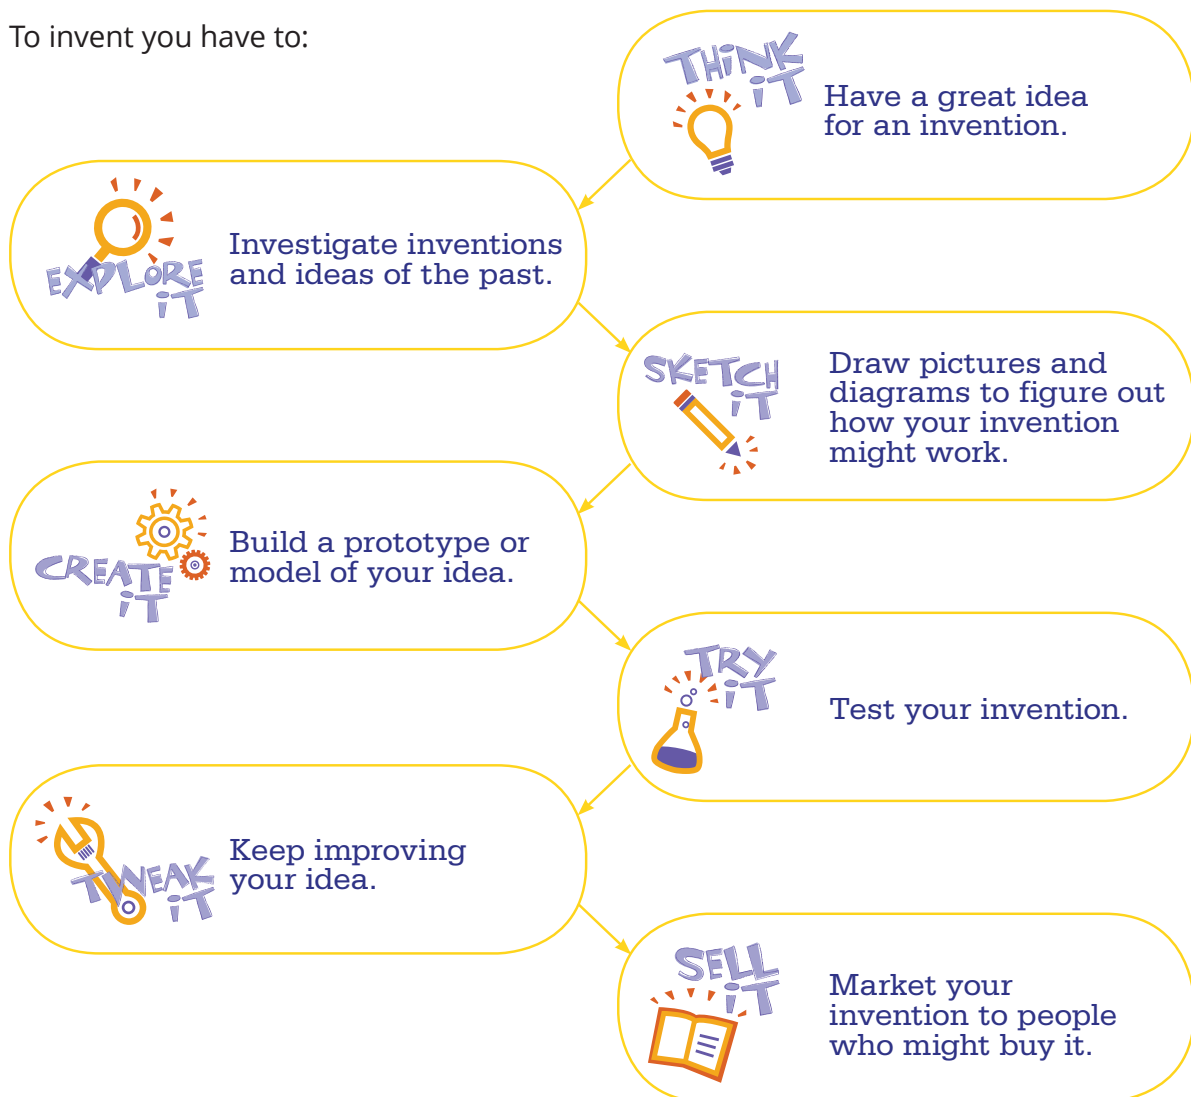 To invent you have to:
THiNK
iT
Have a great idea
for an invention.
EXPLORE
iT
Investigate inventions
and ideas of the past.
SKETCH
iT
Draw pictures and
diagrams to figure out
how your invention
might work.
CREATE
iT
Build a prototype or
model of your idea.
TRY
iT
Test your invention.
TWEAK
iT
Keep improving
your idea.
SELL
iT
Market your
invention to people
who might buy it.